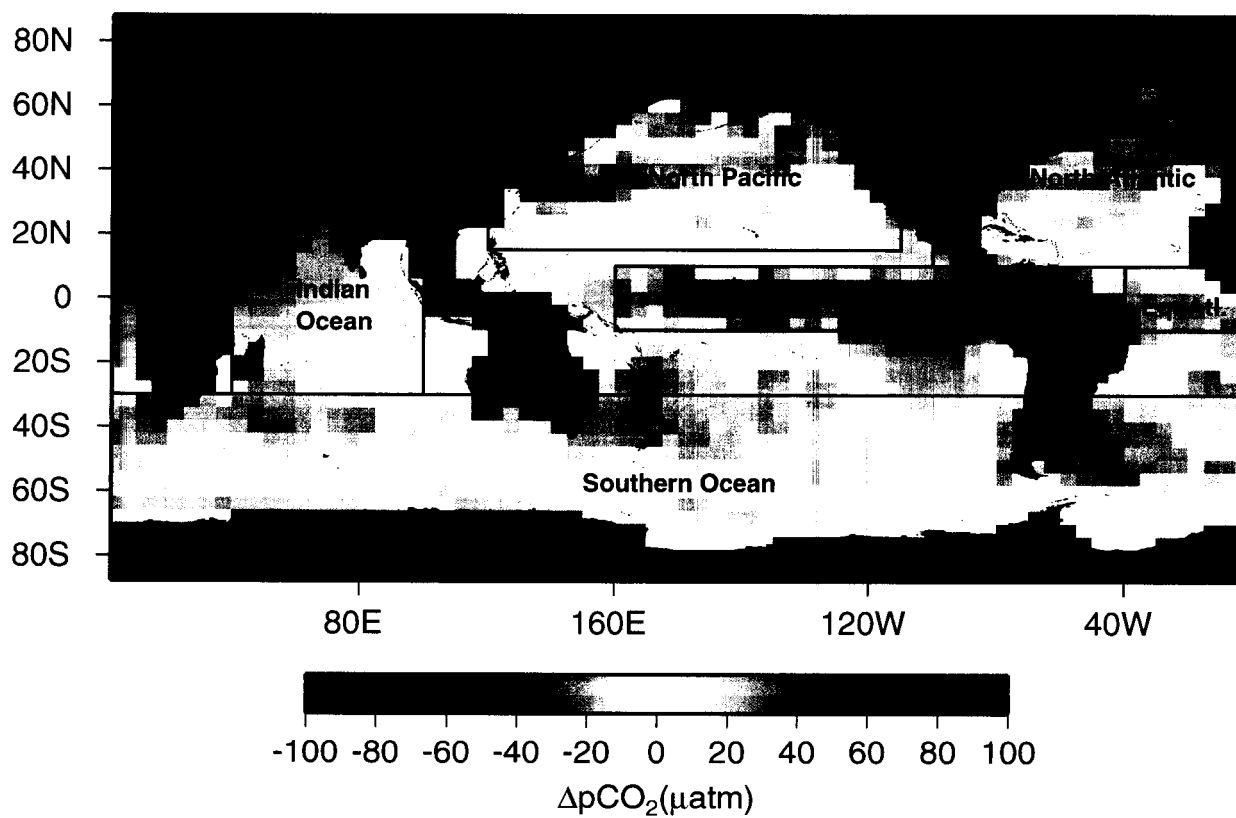 80N
60N
40N
20N
0
20S
40S
60S
80S
North Pacific
North Atlantic
Indian
Ocean
Equatl.
Southern Ocean
80E 160E 120W 40W
-100 -80 -60 -40 -20 0 20 40 60 80 100
ΔpCO₂(μatm)